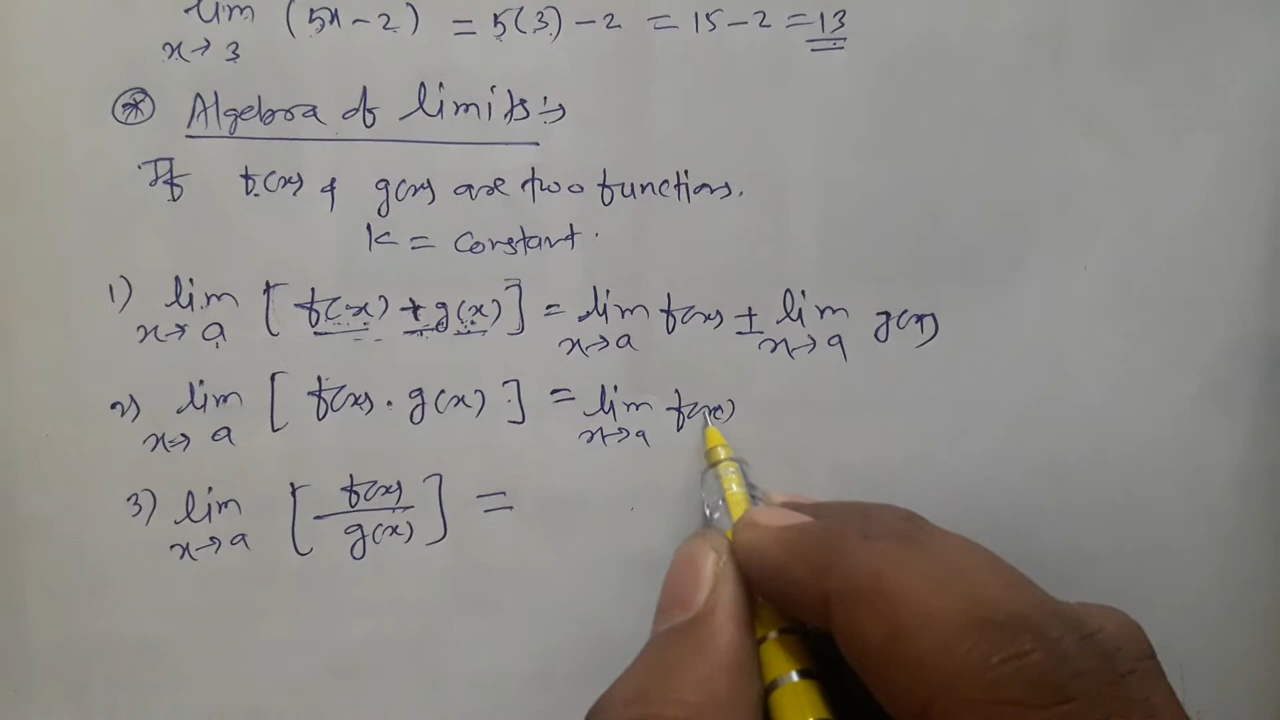 lim (5x-2) = 5(3)-2 = 15-2 = 13
x→3
⊛ Algebra of limits:→
If f(x) & g(x) are two functions.
K = constant.
1) lim [f(x) ± g(x)] = lim f(x) ± lim g(x)
x→a x→a x→a
2) lim [f(x) . g(x)] = lim f(x)
x→a x→a
3) lim [f(x)/g(x)] =
x→a